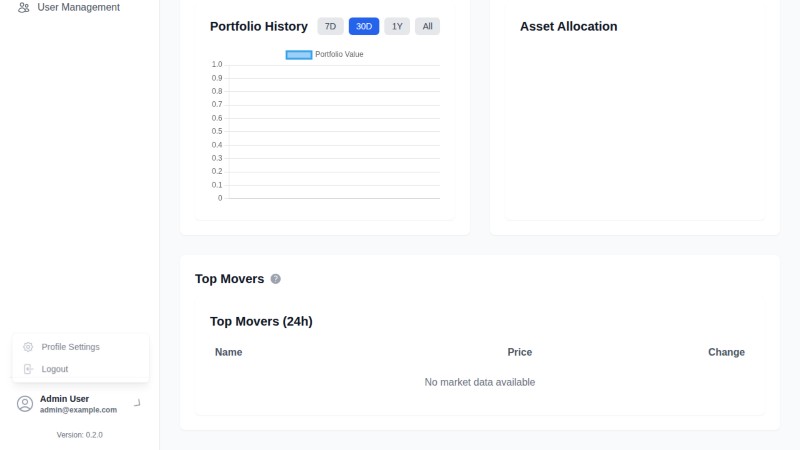 User Management
Portfolio History
7D
30D
1Y
All
Portfolio Value
1.0
0.9
0.8
0.7
0.6
0.5
0.4
0.3
0.2
0.1
0
Asset Allocation
Top Movers ?
Top Movers (24h)
Name Price Change
No market data available
Profile Settings
Logout
Admin User
admin@example.com
Version: 0.2.0